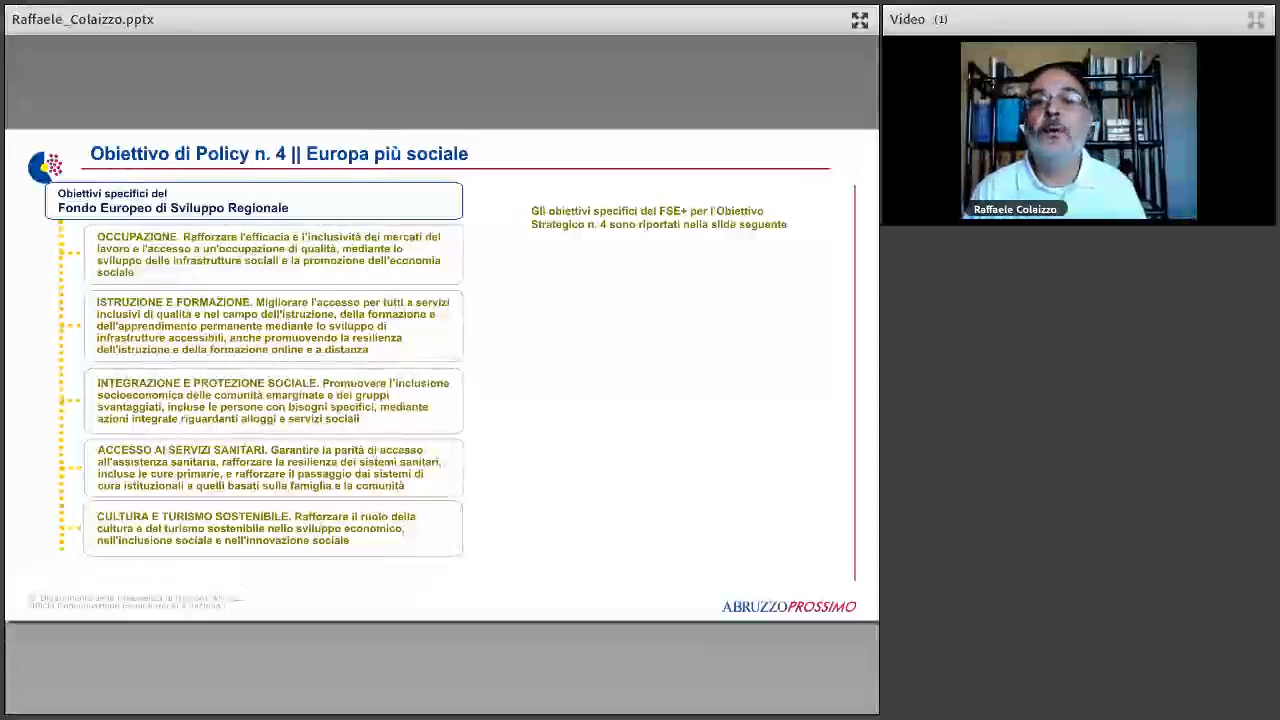 Raffaele_Colaizzo.pptx
Video (1)
Raffaele Colaizzo
Obiettivo di Policy n. 4 || Europa più sociale
Obiettivi specifici del
Fondo Europeo di Sviluppo Regionale
OCCUPAZIONE. Rafforzare l'efficacia e l'inclusività dei mercati del
lavoro e l'accesso a un'occupazione di qualità, mediante lo
sviluppo delle infrastrutture sociali e la promozione dell'economia
sociale
ISTRUZIONE E FORMAZIONE. Migliorare l'accesso per tutti a servizi
inclusivi di qualità e nel campo dell'istruzione, della formazione e
dell'apprendimento permanente mediante lo sviluppo di
infrastrutture accessibili, anche promuovendo la resilienza
dell'istruzione e della formazione online e a distanza
INTEGRAZIONE E PROTEZIONE SOCIALE. Promuovere l'inclusione
socioeconomica delle comunità emarginate e dei gruppi
svantaggiati, incluse le persone con bisogni specifici, mediante
azioni integrate riguardanti alloggi e servizi sociali
ACCESSO AI SERVIZI SANITARI. Garantire la parità di accesso
all'assistenza sanitaria, rafforzare la resilienza dei sistemi sanitari,
incluse le cure primarie, e rafforzare il passaggio dai sistemi di
cura istituzionali a quelli basati sulla famiglia e la comunità
CULTURA E TURISMO SOSTENIBILE. Rafforzare il ruolo della
cultura e del turismo sostenibile nello sviluppo economico,
nell'inclusione sociale e nell'innovazione sociale
Gli obiettivi specifici del FSE+ per l'Obiettivo
Strategico n. 4 sono riportati nella slide seguente
© Dipartimento della Presidenza
ABRUZZOPROSSIMO